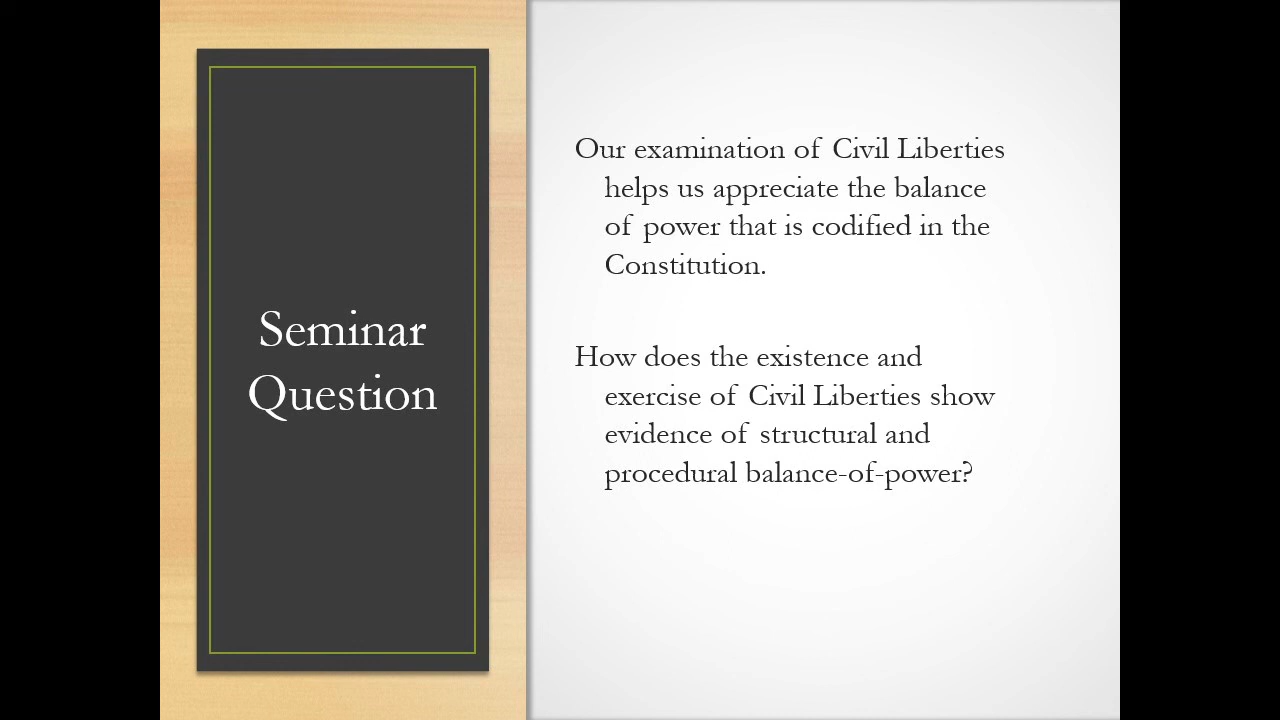 Seminar
Question
Our examination of Civil Liberties
helps us appreciate the balance
of power that is codified in the
Constitution.
How does the existence and
exercise of Civil Liberties show
evidence of structural and
procedural balance-of-power?